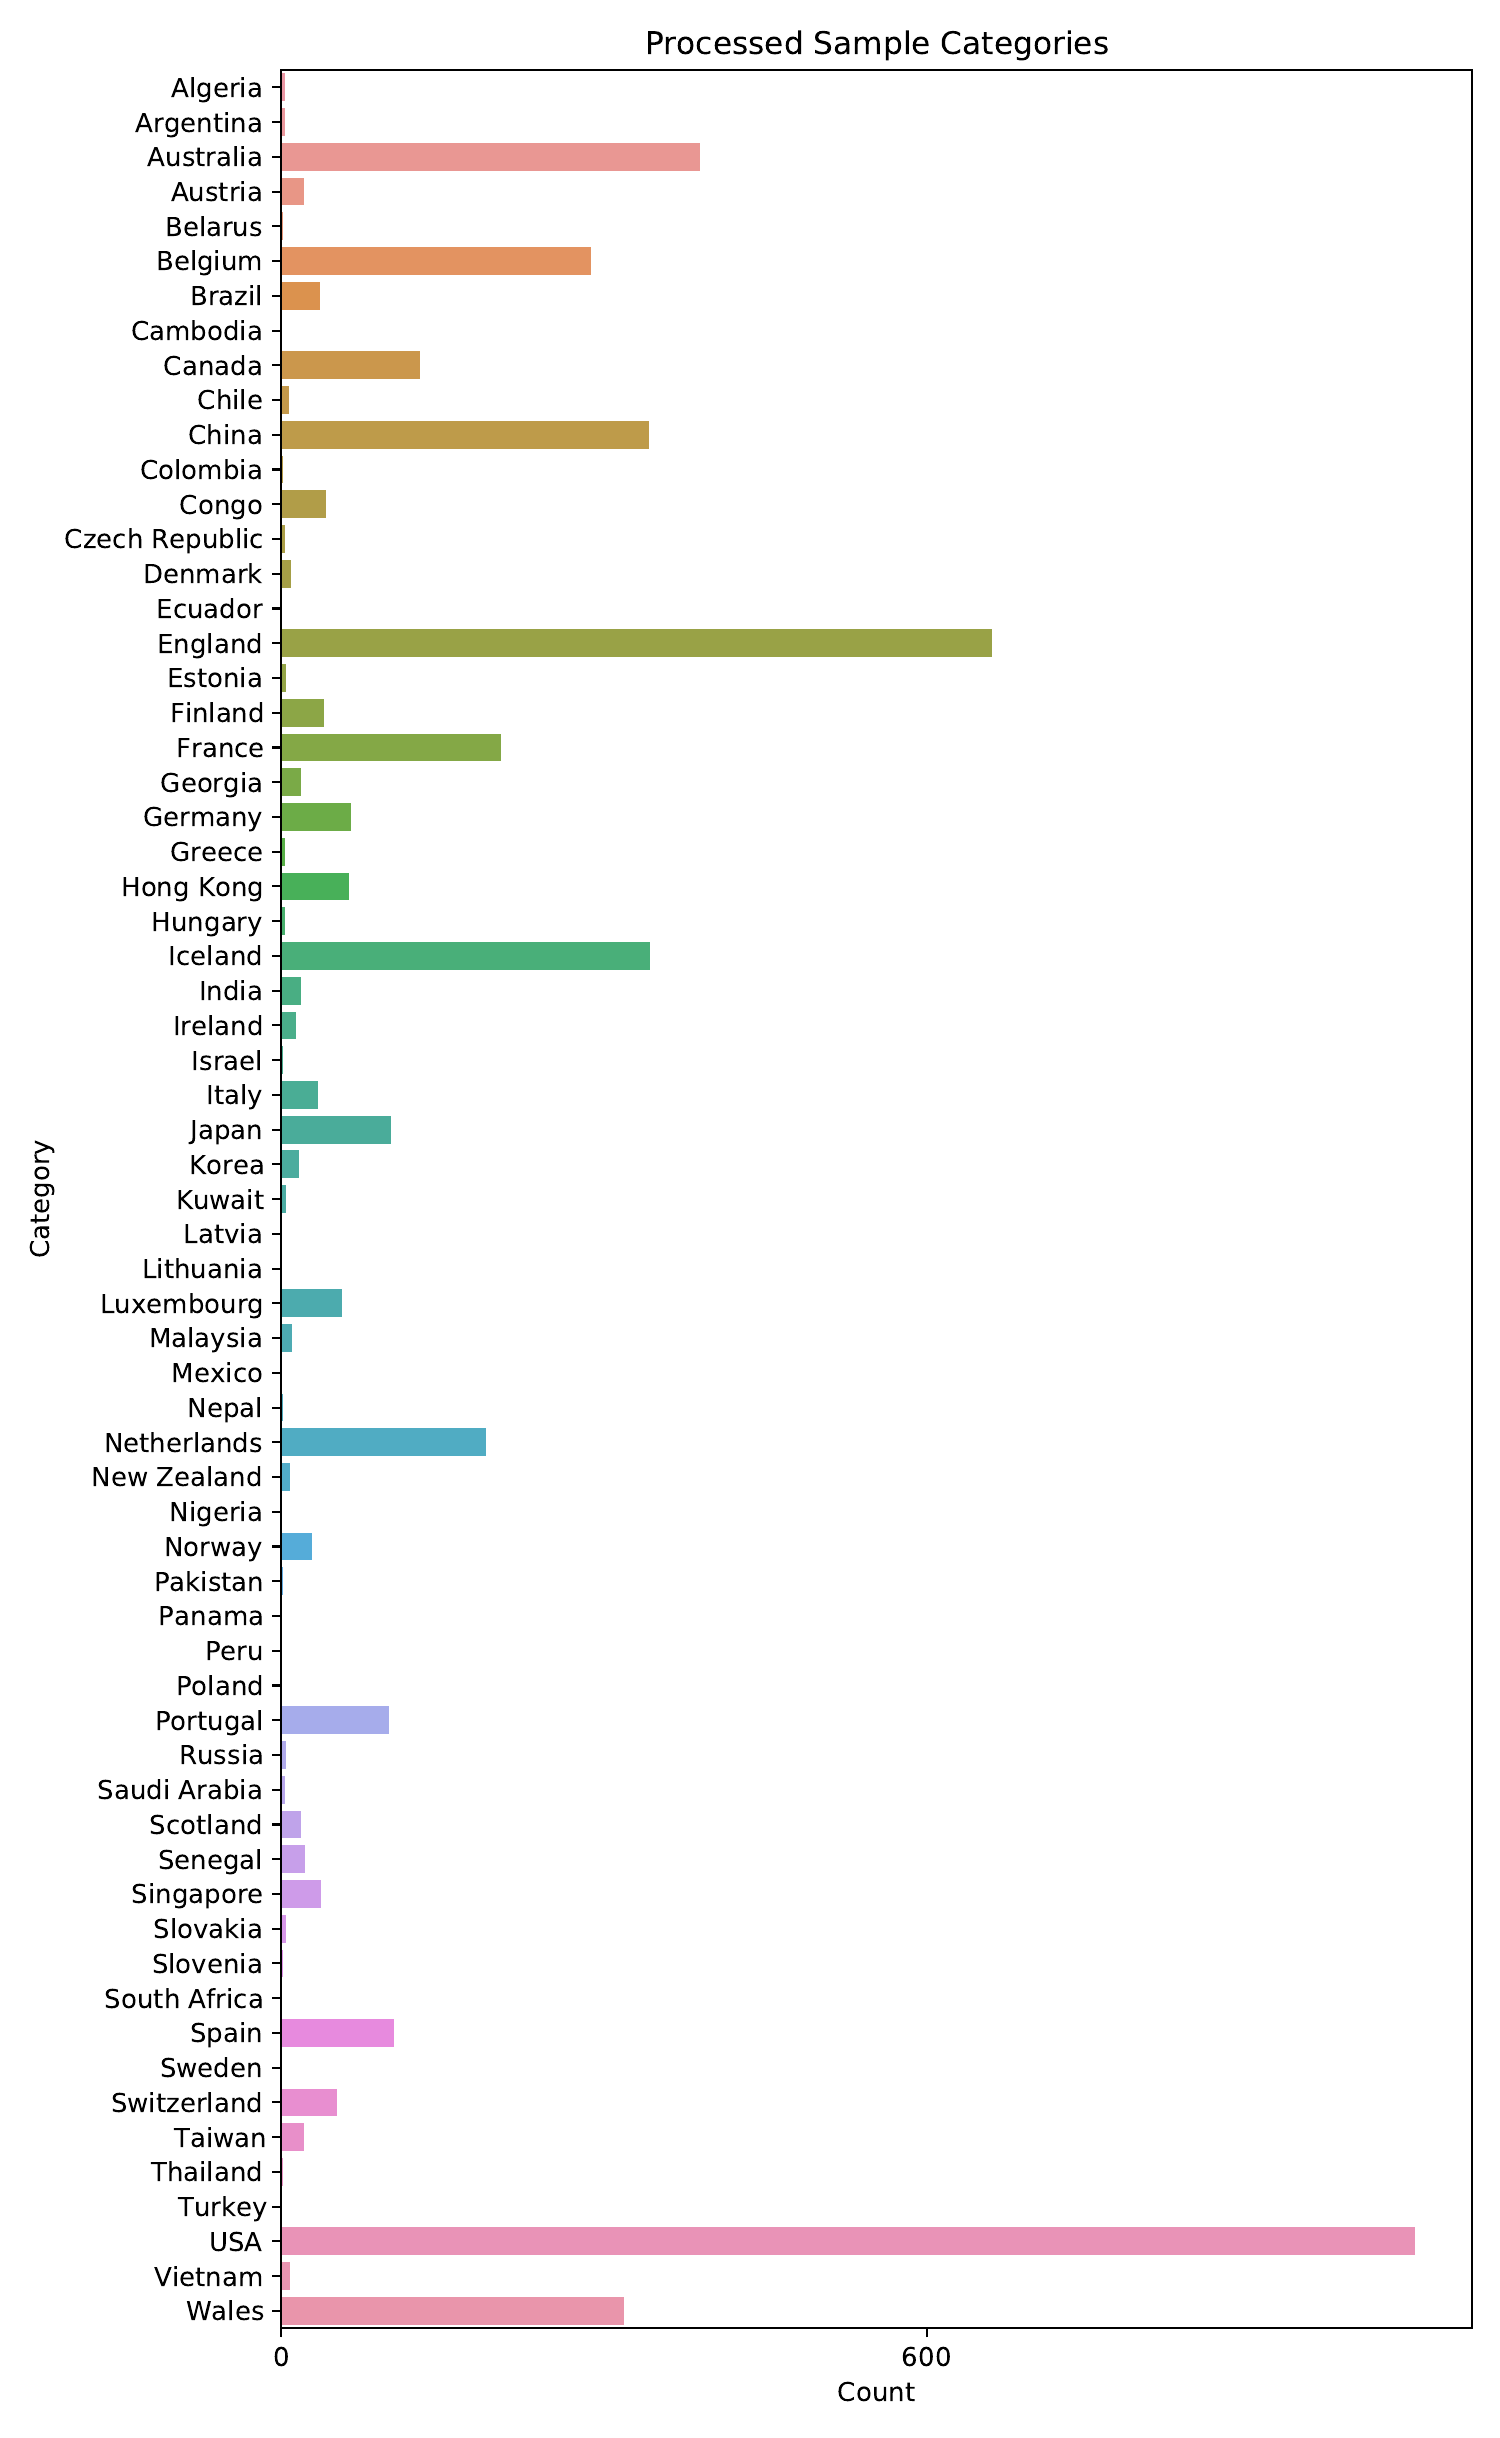 Processed Sample Categories
Algeria
Argentina
Australia
Austria
Belarus
Belgium
Brazil
Cambodia
Canada
Chile
China
Colombia
Congo
Czech Republic
Denmark
Ecuador
England
Estonia
Finland
France
Georgia
Germany
Greece
Hong Kong
Hungary
Iceland
India
Ireland
Israel
Italy
Japan
Korea
Kuwait
Latvia
Lithuania
Luxembourg
Malaysia
Mexico
Nepal
Netherlands
New Zealand
Nigeria
Norway
Pakistan
Panama
Peru
Poland
Portugal
Russia
Saudi Arabia
Scotland
Senegal
Singapore
Slovakia
Slovenia
South Africa
Spain
Sweden
Switzerland
Taiwan
Thailand
Turkey
USA
Vietnam
Wales
Category
0 600
Count